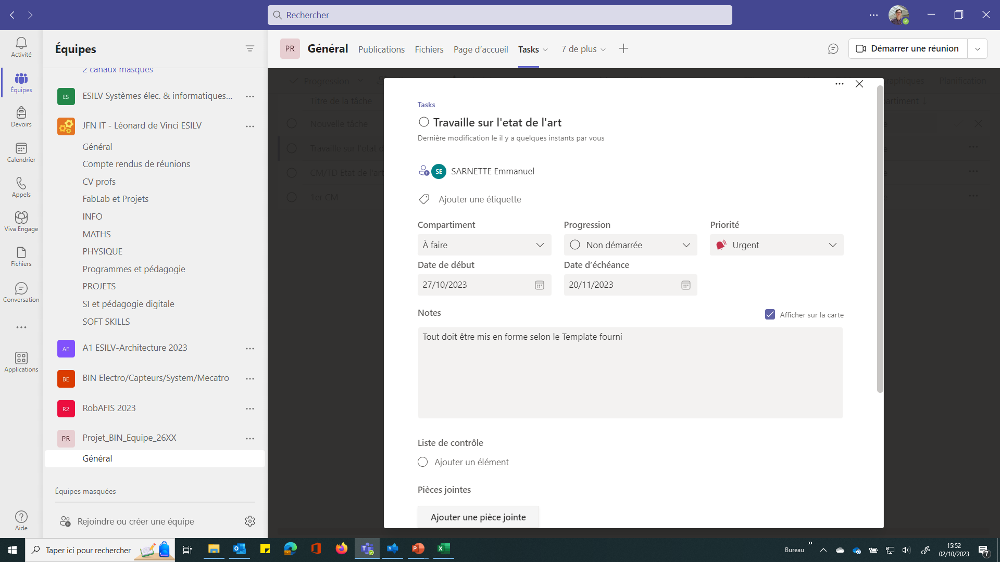 Rechercher
Activité
Équipes
Devoirs
Calendrier
Appels
Viva Engage
Fichiers
Conversation
Applications
Aide
Équipes
2 canaux masqués
ES
ESILV Systèmes élec. & informatiques...
JFN IT - Léonard de Vinci ESILV
Général
Compte rendus de réunions
CV profs
FabLab et Projets
INFO
MATHS
PHYSIQUE
Programmes et pédagogie
PROJETS
SI et pédagogie digitale
SOFT SKILLS
AE
A1 ESILV-Architecture 2023
BE
BIN Electro/Capteurs/System/Mecatro
R2
RobAFIS 2023
PR
Projet_BIN_Equipe_26XX
Général
Équipes masquées
Rejoindre ou créer une équipe
PR
Général
Publications
Fichiers
Page d’accueil
Tasks
7 de plus
Démarrer une réunion
Progression
Planification
Titre de la tâche
Nouvelle tâche
Travaille sur l'etat d
CM/TD Etat de l'art
1er CM
Tasks
Travaille sur l'etat de l'art
Dernière modification le il y a quelques instants par vous
SE
SARNETTE Emmanuel
Ajouter une étiquette
Compartiment
Progression
Priorité
À faire
Non démarrée
Urgent
Date de début
Date d’échéance
27/10/2023
20/11/2023
Notes
Afficher sur la carte
Tout doit être mis en forme selon le Template fourni
Liste de contrôle
Ajouter un élément
Pièces jointes
Ajouter une pièce jointe
Taper ici pour rechercher
Bureau
15:52
02/10/2023
7